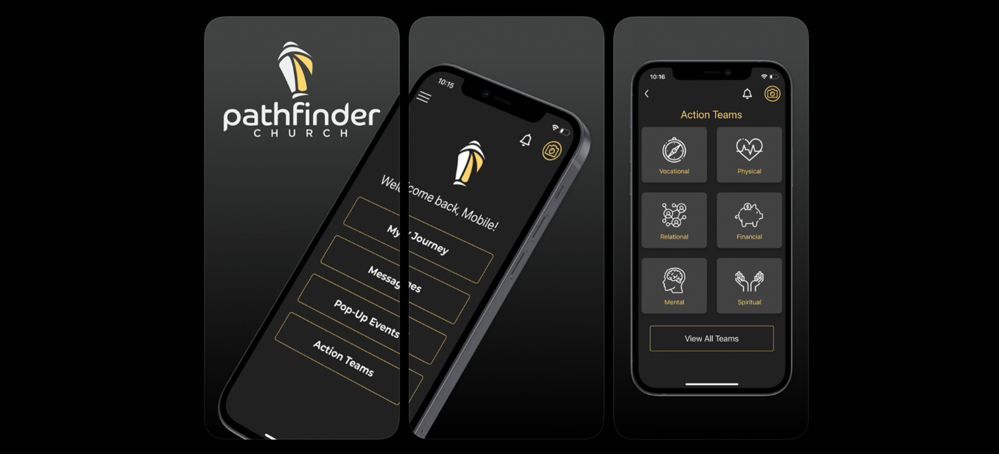 pathfinder
CHURCH
10:15
Welcome back, Mobile!
My Journey
Messages
Pop-Up Events
Action Teams
10:16
Action Teams
Vocational
Physical
Relational
Financial
Mental
Spiritual
View All Teams